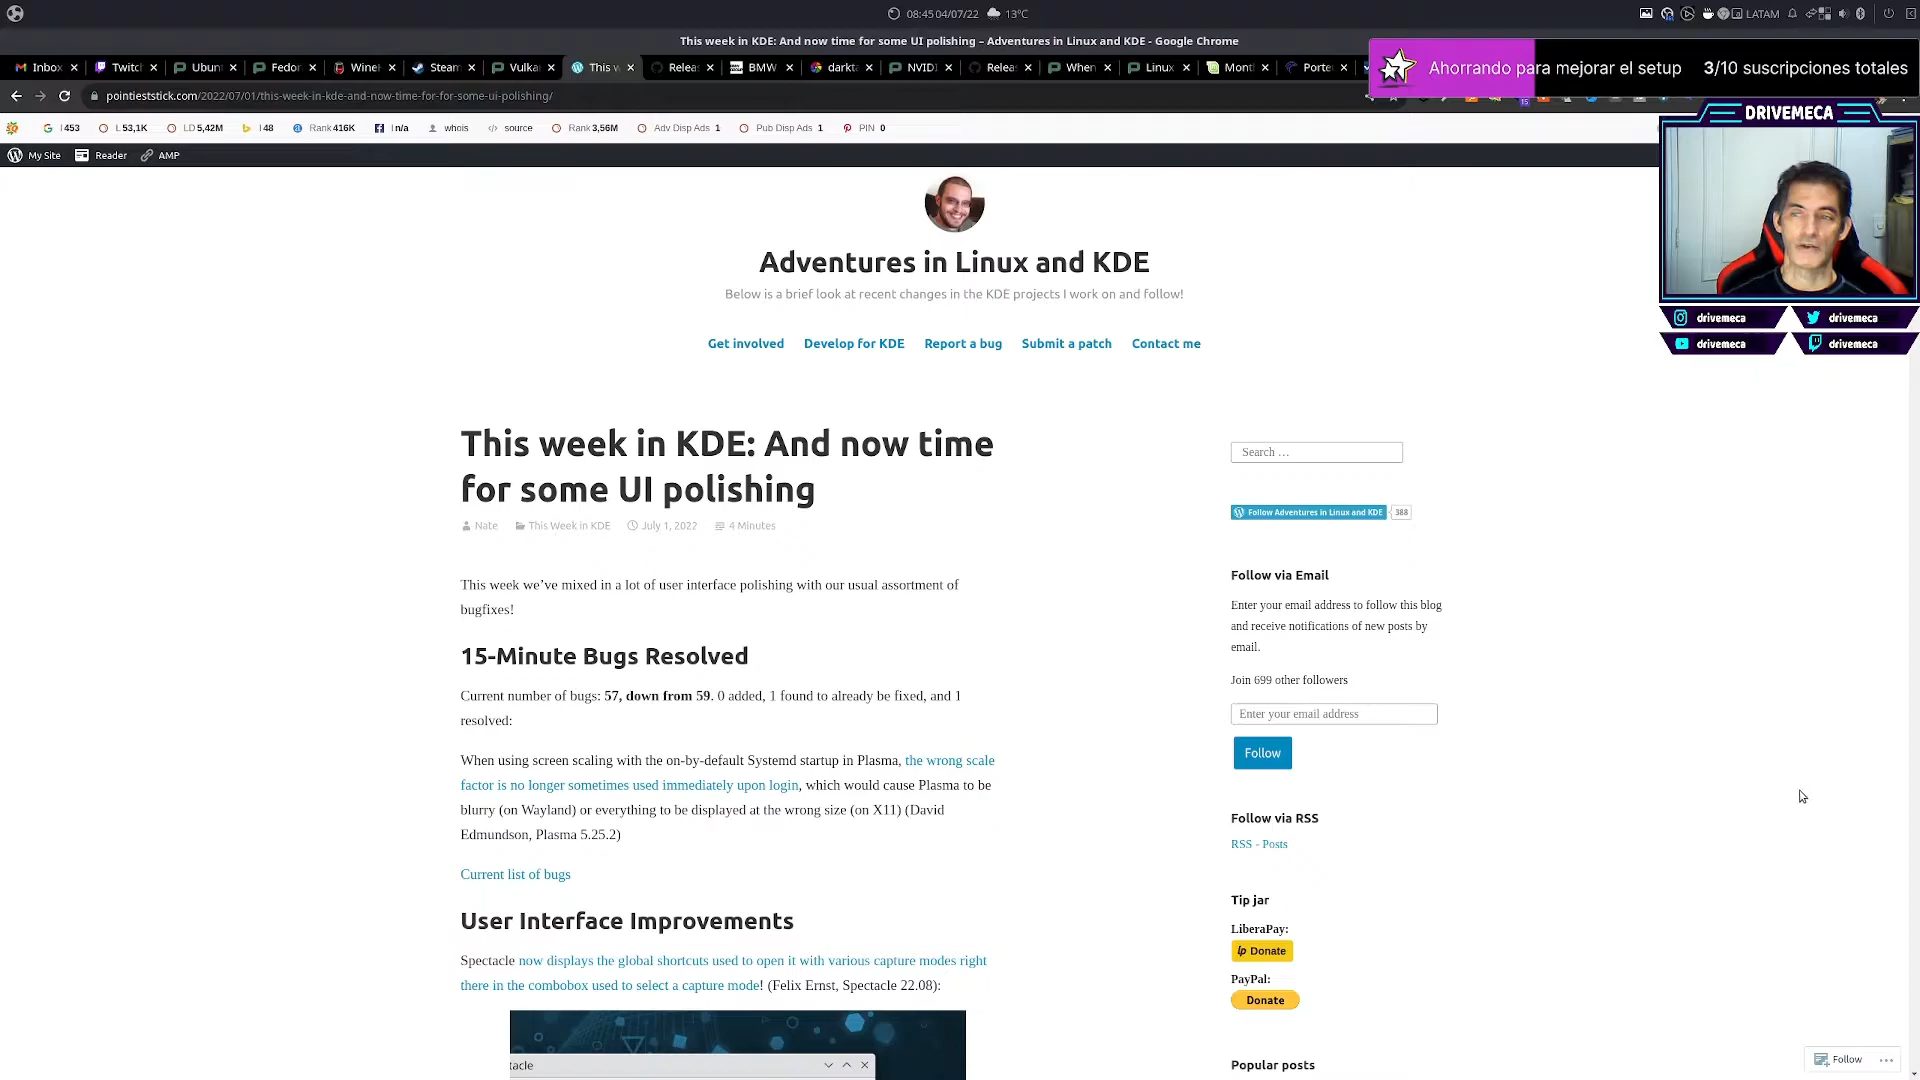 08:45 04/07/22 13°C
LATAM
This week in KDE: And now time for some UI polishing – Adventures in Linux and KDE - Google Chrome
Inbox Twitc Ubun Fedor Wine Steam Vulka This w Relea BMW darkta NVIDI Relea When Linux Mont Porte
Ahorrando para mejorar el setup 3/10 suscripciones totales
pointieststick.com/2022/07/01/this-week-in-kde-and-now-time-for-for-some-ui-polishing/
15
DRIVEMECA
I 453 L 53,1K LD 5,42M I 48 Rank 416K I n/a whois source Rank 3,56M Adv Disp Ads 1 Pub Disp Ads 1 PIN 0
My Site Reader AMP
Adventures in Linux and KDE
Below is a brief look at recent changes in the KDE projects I work on and follow!
drivemeca drivemeca
drivemeca drivemeca
Get involved Develop for KDE Report a bug Submit a patch Contact me
This week in KDE: And now time
for some UI polishing
Nate This Week in KDE July 1, 2022 4 Minutes
This week we’ve mixed in a lot of user interface polishing with our usual assortment of
bugfixes!
15-Minute Bugs Resolved
Current number of bugs: 57, down from 59. 0 added, 1 found to already be fixed, and 1
resolved:
When using screen scaling with the on-by-default Systemd startup in Plasma, the wrong scale
factor is no longer sometimes used immediately upon login, which would cause Plasma to be
blurry (on Wayland) or everything to be displayed at the wrong size (on X11) (David
Edmundson, Plasma 5.25.2)
Current list of bugs
User Interface Improvements
Spectacle now displays the global shortcuts used to open it with various capture modes right
there in the combobox used to select a capture mode! (Felix Ernst, Spectacle 22.08):
tacle
Search …
Follow Adventures in Linux and KDE 388
Follow via Email
Enter your email address to follow this blog
and receive notifications of new posts by
email.
Join 699 other followers
Enter your email address
Follow
Follow via RSS
RSS - Posts
Tip jar
LiberaPay:
lp Donate
PayPal:
Donate
Popular posts
Follow